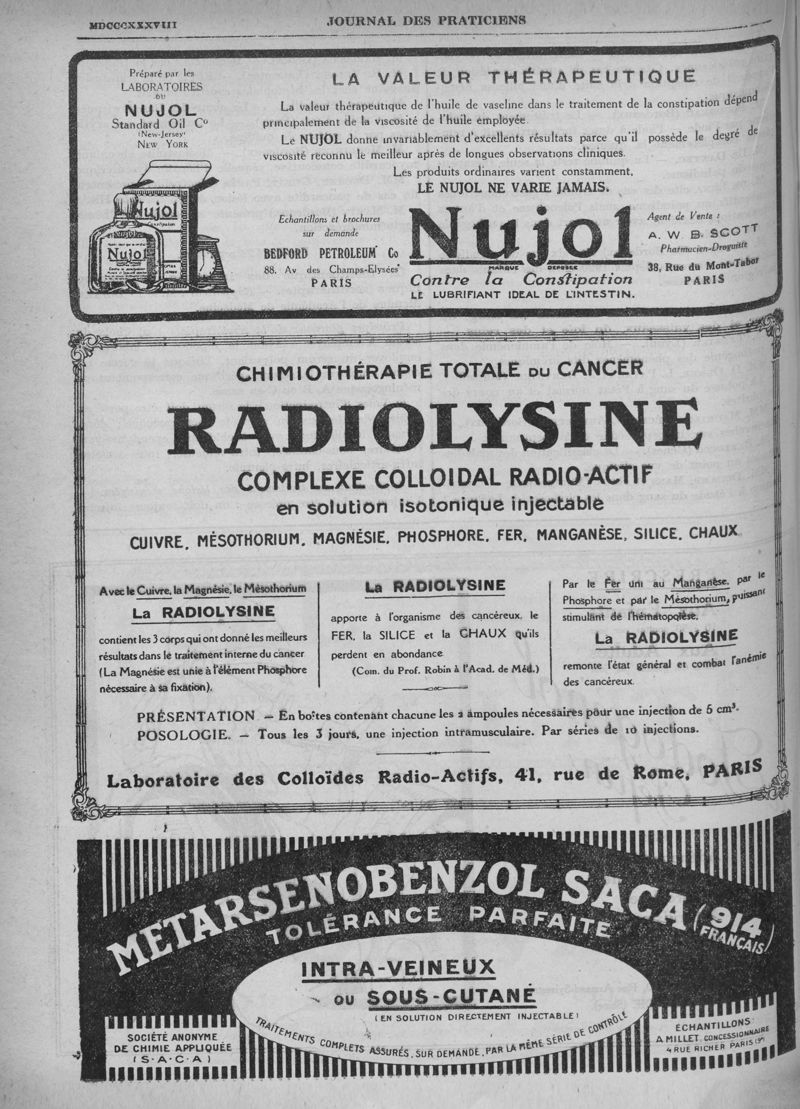 MDCCCXXXVIII
JOURNAL DES PRATICIENS
Préparé par les
LABORATOIRES
DU
NUJOL
Standard Oil Cº
(New-Jersey)
NEW YORK
Nujol
Nujol
LA VALEUR THÉRAPEUTIQUE
La valeur thérapeutique de l'huile de vaseline dans le traitement de la constipation dépend
principalement de la viscosité de l'huile employée.
Le NUJOL donne invariablement d'excellents résultats parce qu'il possède le degré de
viscosité reconnu le meilleur après de longues observations cliniques.
Les produits ordinaires varient constamment,
LE NUJOL NE VARIE JAMAIS.
Echantillons et brochures
sur demande
BEDFORD PETROLEUM Co
88, Av des Champs-Elysées
PARIS
Nujol
MARQUE DÉPOSÉE
Contre la Constipation
LE LUBRIFIANT IDEAL DE L'INTESTIN.
Agent de Vente :
A. W. B. SCOTT
Pharmacien-Droguiste
38, Rue du Mont-Tabor
PARIS
CHIMIOTHÉRAPIE TOTALE DU CANCER
RADIOLYSINE
COMPLEXE COLLOIDAL RADIO-ACTIF
en solution isotonique injectable
CUIVRE, MÉSOTHORIUM, MAGNÉSIE, PHOSPHORE, FER, MANGANÈSE, SILICE, CHAUX
Avec le Cuivre, la Magnésie, le Mésothorium
La RADIOLYSINE
contient les 3 corps qui ont donné les meilleurs
résultats dans le traitement interne du cancer
(La Magnésie est unie à l'élément Phosphore
nécessaire à sa fixation).
La RADIOLYSINE
apporte à l'organisme des cancéreux, le
FER, la SILICE et la CHAUX qu'ils
perdent en abondance
(Com. du Prof. Robin à l'Acad. de Méd.)
Par le Fer uni au Manganèse, par le
Phosphore et par le Mésothorium, puissant
stimulant de l'hématopoïèse,
La RADIOLYSINE
remonte l'état général et combat l'anémie
des cancéreux.
PRÉSENTATION — En boîtes contenant chacune les 2 ampoules nécessaires pour une injection de 5 cm³.
POSOLOGIE. — Tous les 3 jours, une injection intramusculaire. Par séries de 10 injections.
Laboratoire des Colloïdes Radio-Actifs, 41, rue de Rome, PARIS
METARSENOBENZOL SACA (914 FRANÇAIS)
TOLÉRANCE PARFAITE
INTRA-VEINEUX
OU SOUS-CUTANÉ
(EN SOLUTION DIRECTEMENT INJECTABLE)
TRAITEMENTS COMPLETS ASSURÉS, SUR DEMANDE, PAR LA MÊME SÉRIE DE CONTRÔLE
SOCIÉTÉ ANONYME
DE CHIMIE APPLIQUÉE
(S.A.C.A)
ÉCHANTILLONS:
A MILLET, CONCESSIONNAIRE
4 RUE RICHER PARIS (9º)